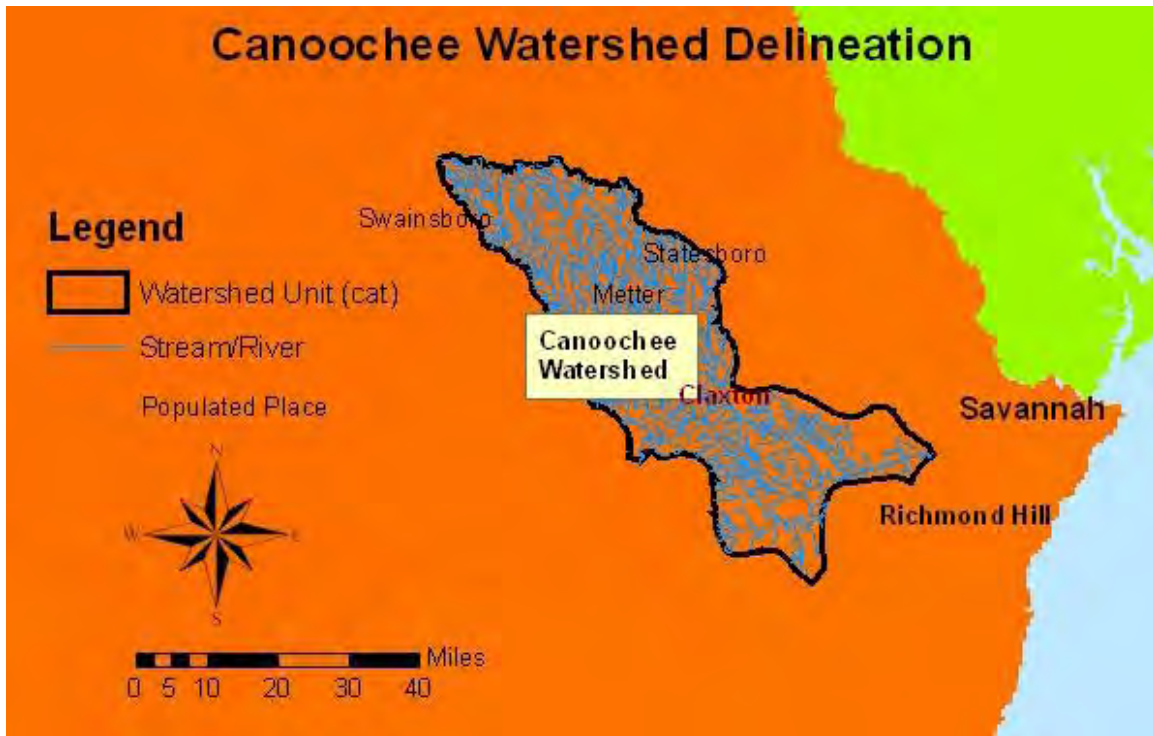 Canoochee Watershed Delineation
Swainsboro
Legend
Statesboro
Watershed Unit (cat)
Metter
Stream/River
Canoochee
Watershed
Claxton
Populated Place
Savannah
N
W
E
S
Richmond Hill
Miles
0 5 10 20 30 40